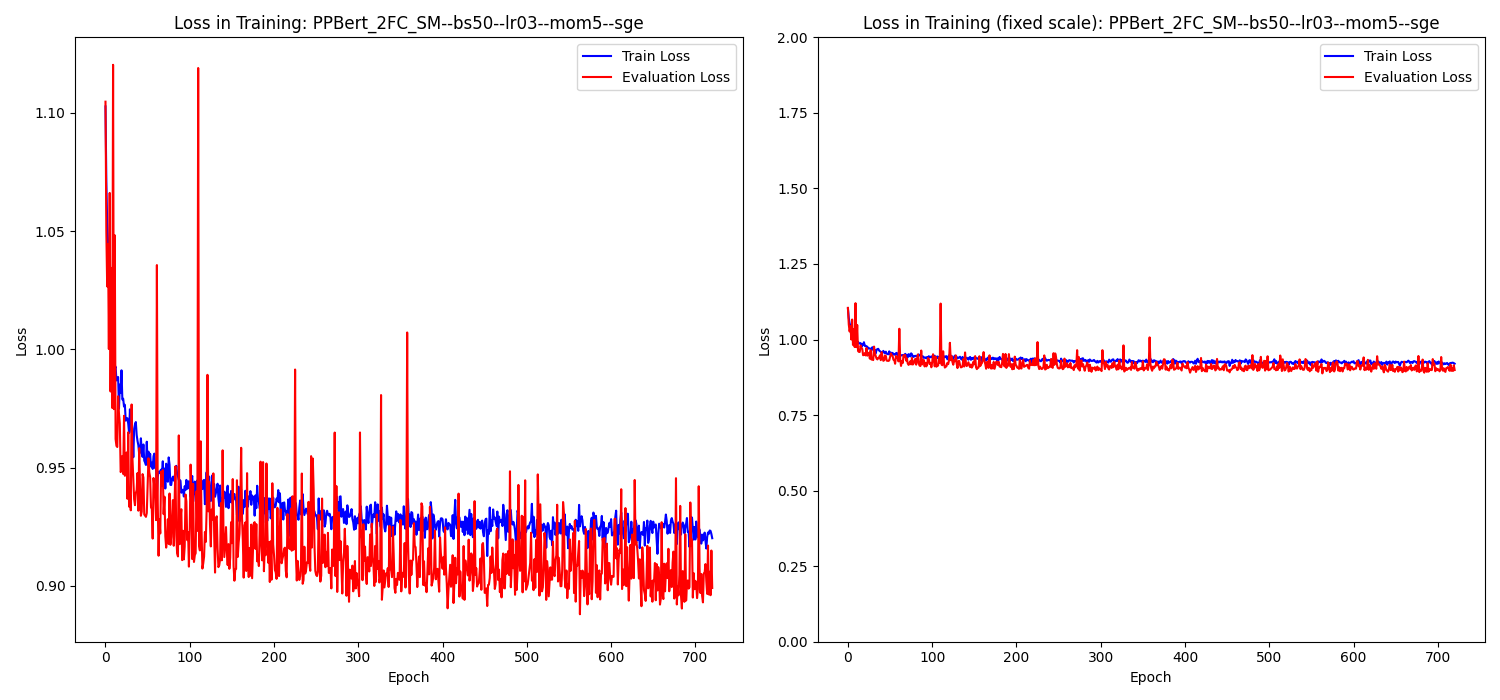 Loss in Training: PPBert_2FC_SM--bs50--lr03--mom5--sge
Train Loss
Evaluation Loss
1.10
1.05
1.00
0.95
0.90
Loss
0 100 200 300 400 500 600 700
Epoch
Loss in Training (fixed scale): PPBert_2FC_SM--bs50--lr03--mom5--sge
Train Loss
Evaluation Loss
2.00
1.75
1.50
1.25
1.00
0.75
0.50
0.25
0.00
Loss
0 100 200 300 400 500 600 700
Epoch